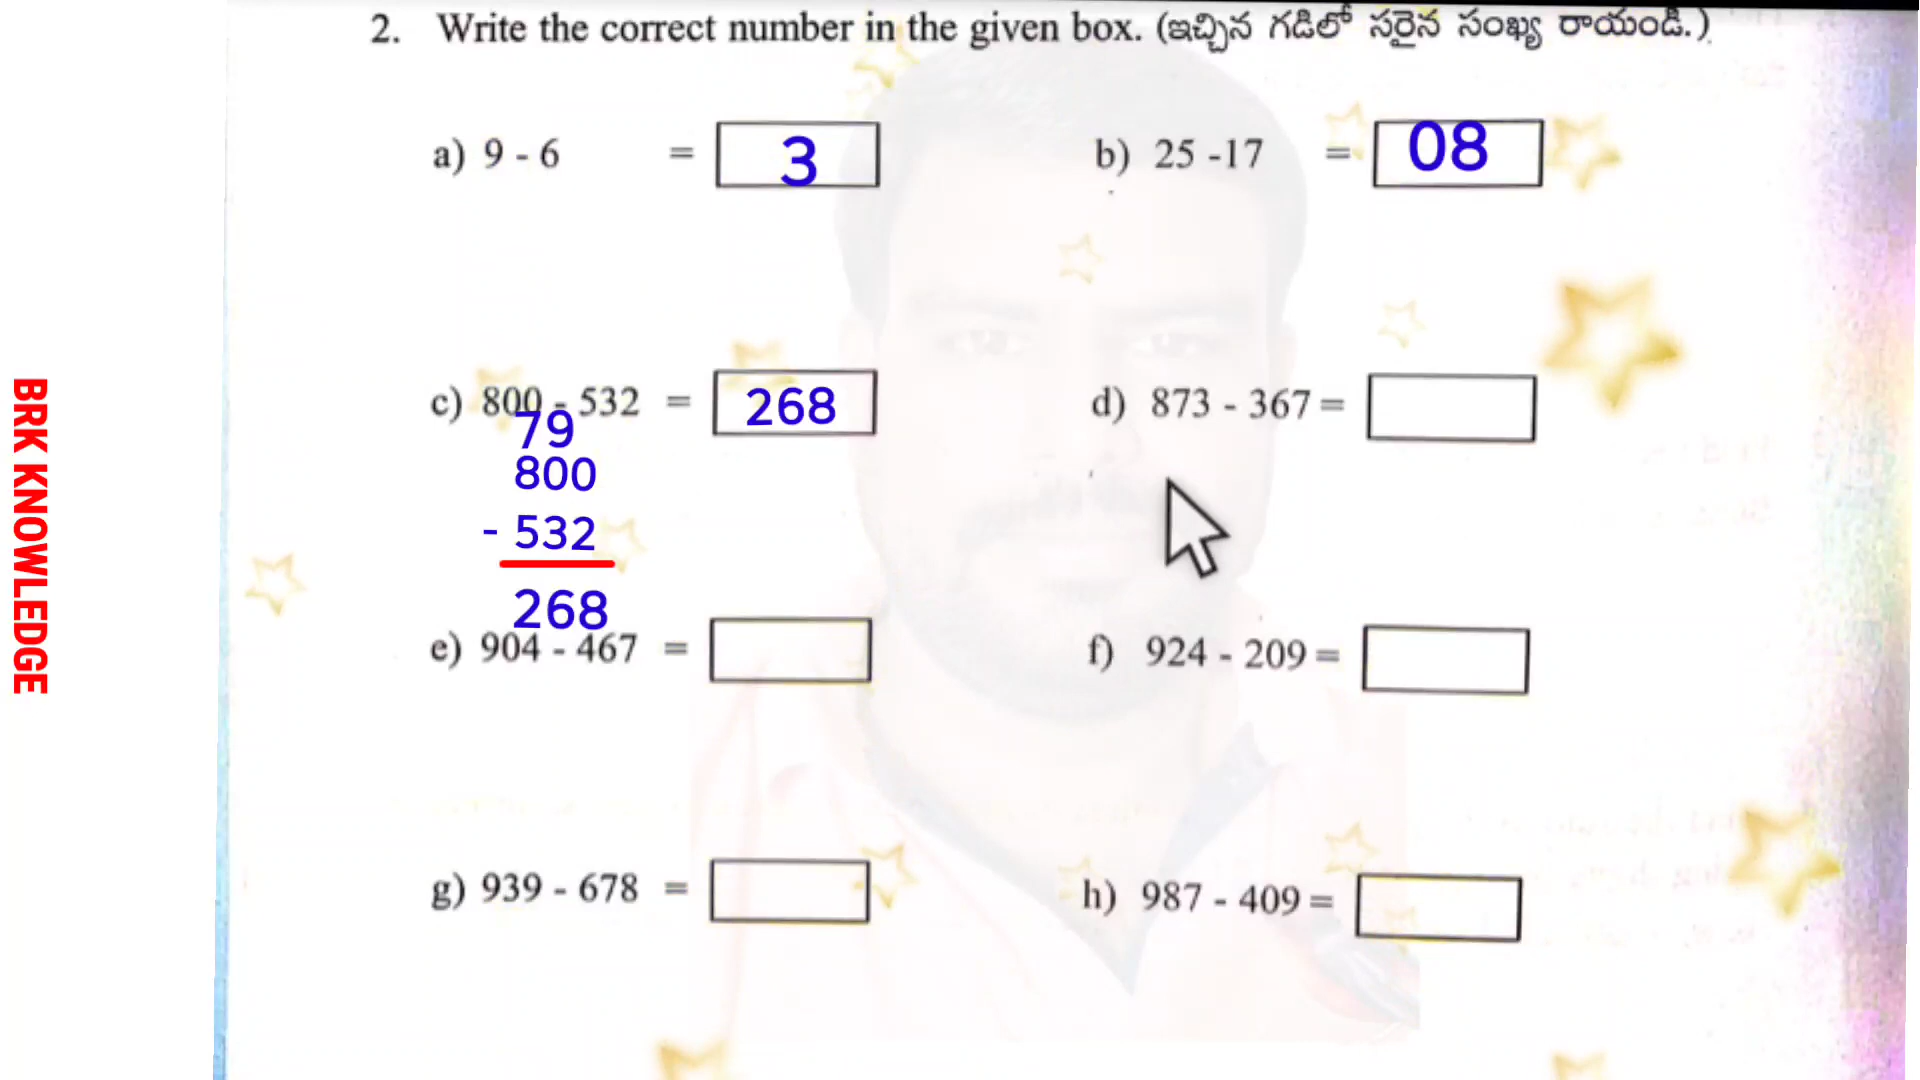 2. Write the correct number in the given box. (ఇచ్చిన గడిలో సరైన సంఖ్య రాయండి.)
a) 9 - 6 = 3
b) 25 -17 = 08
c) 800 - 532 = 268
79
800
- 532
268
d) 873 - 367 =
e) 904 - 467 =
f) 924 - 209 =
g) 939 - 678 =
h) 987 - 409 =
BRK KNOWLEDGE